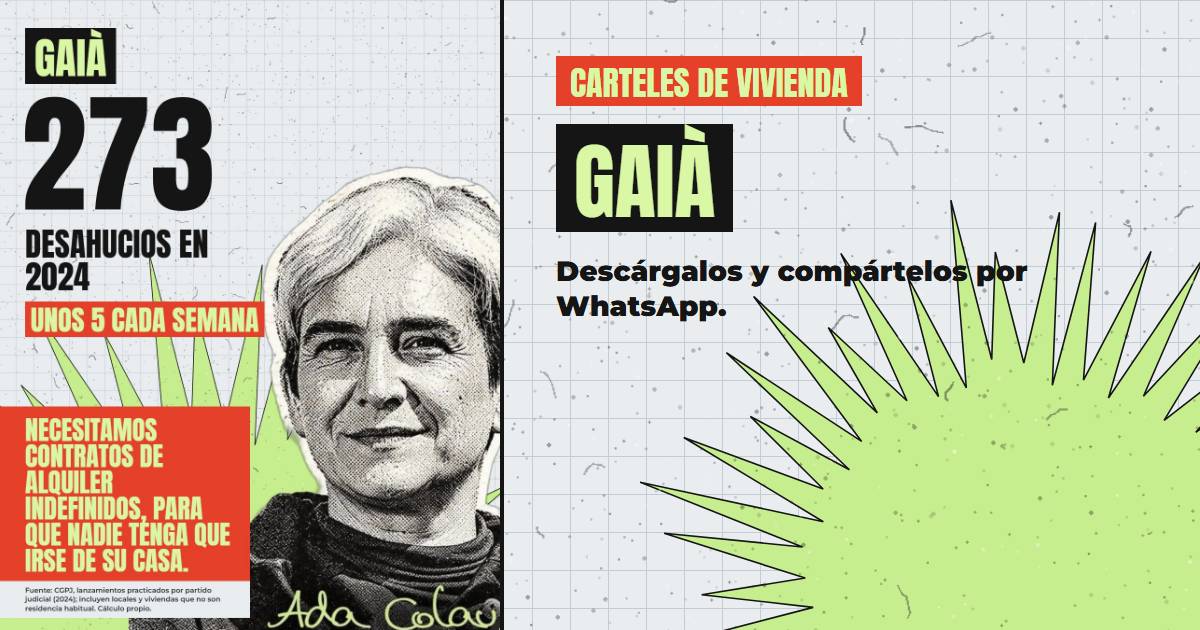 GAIÀ
273
DESAHUCIOS EN
2024
UNOS 5 CADA SEMANA
NECESITAMOS
CONTRATOS DE
ALQUILER
INDEFINIDOS, PARA
QUE NADIE TENGA QUE
IRSE DE SU CASA.
Fuente: CGPJ, lanzamientos practicados por partido
judicial (2024); incluyen locales y viviendas que no son
residencia habitual. Cálculo propio.
Ada Colau
CARTELES DE VIVIENDA
GAIÀ
Descárgalos y compártelos por
WhatsApp.